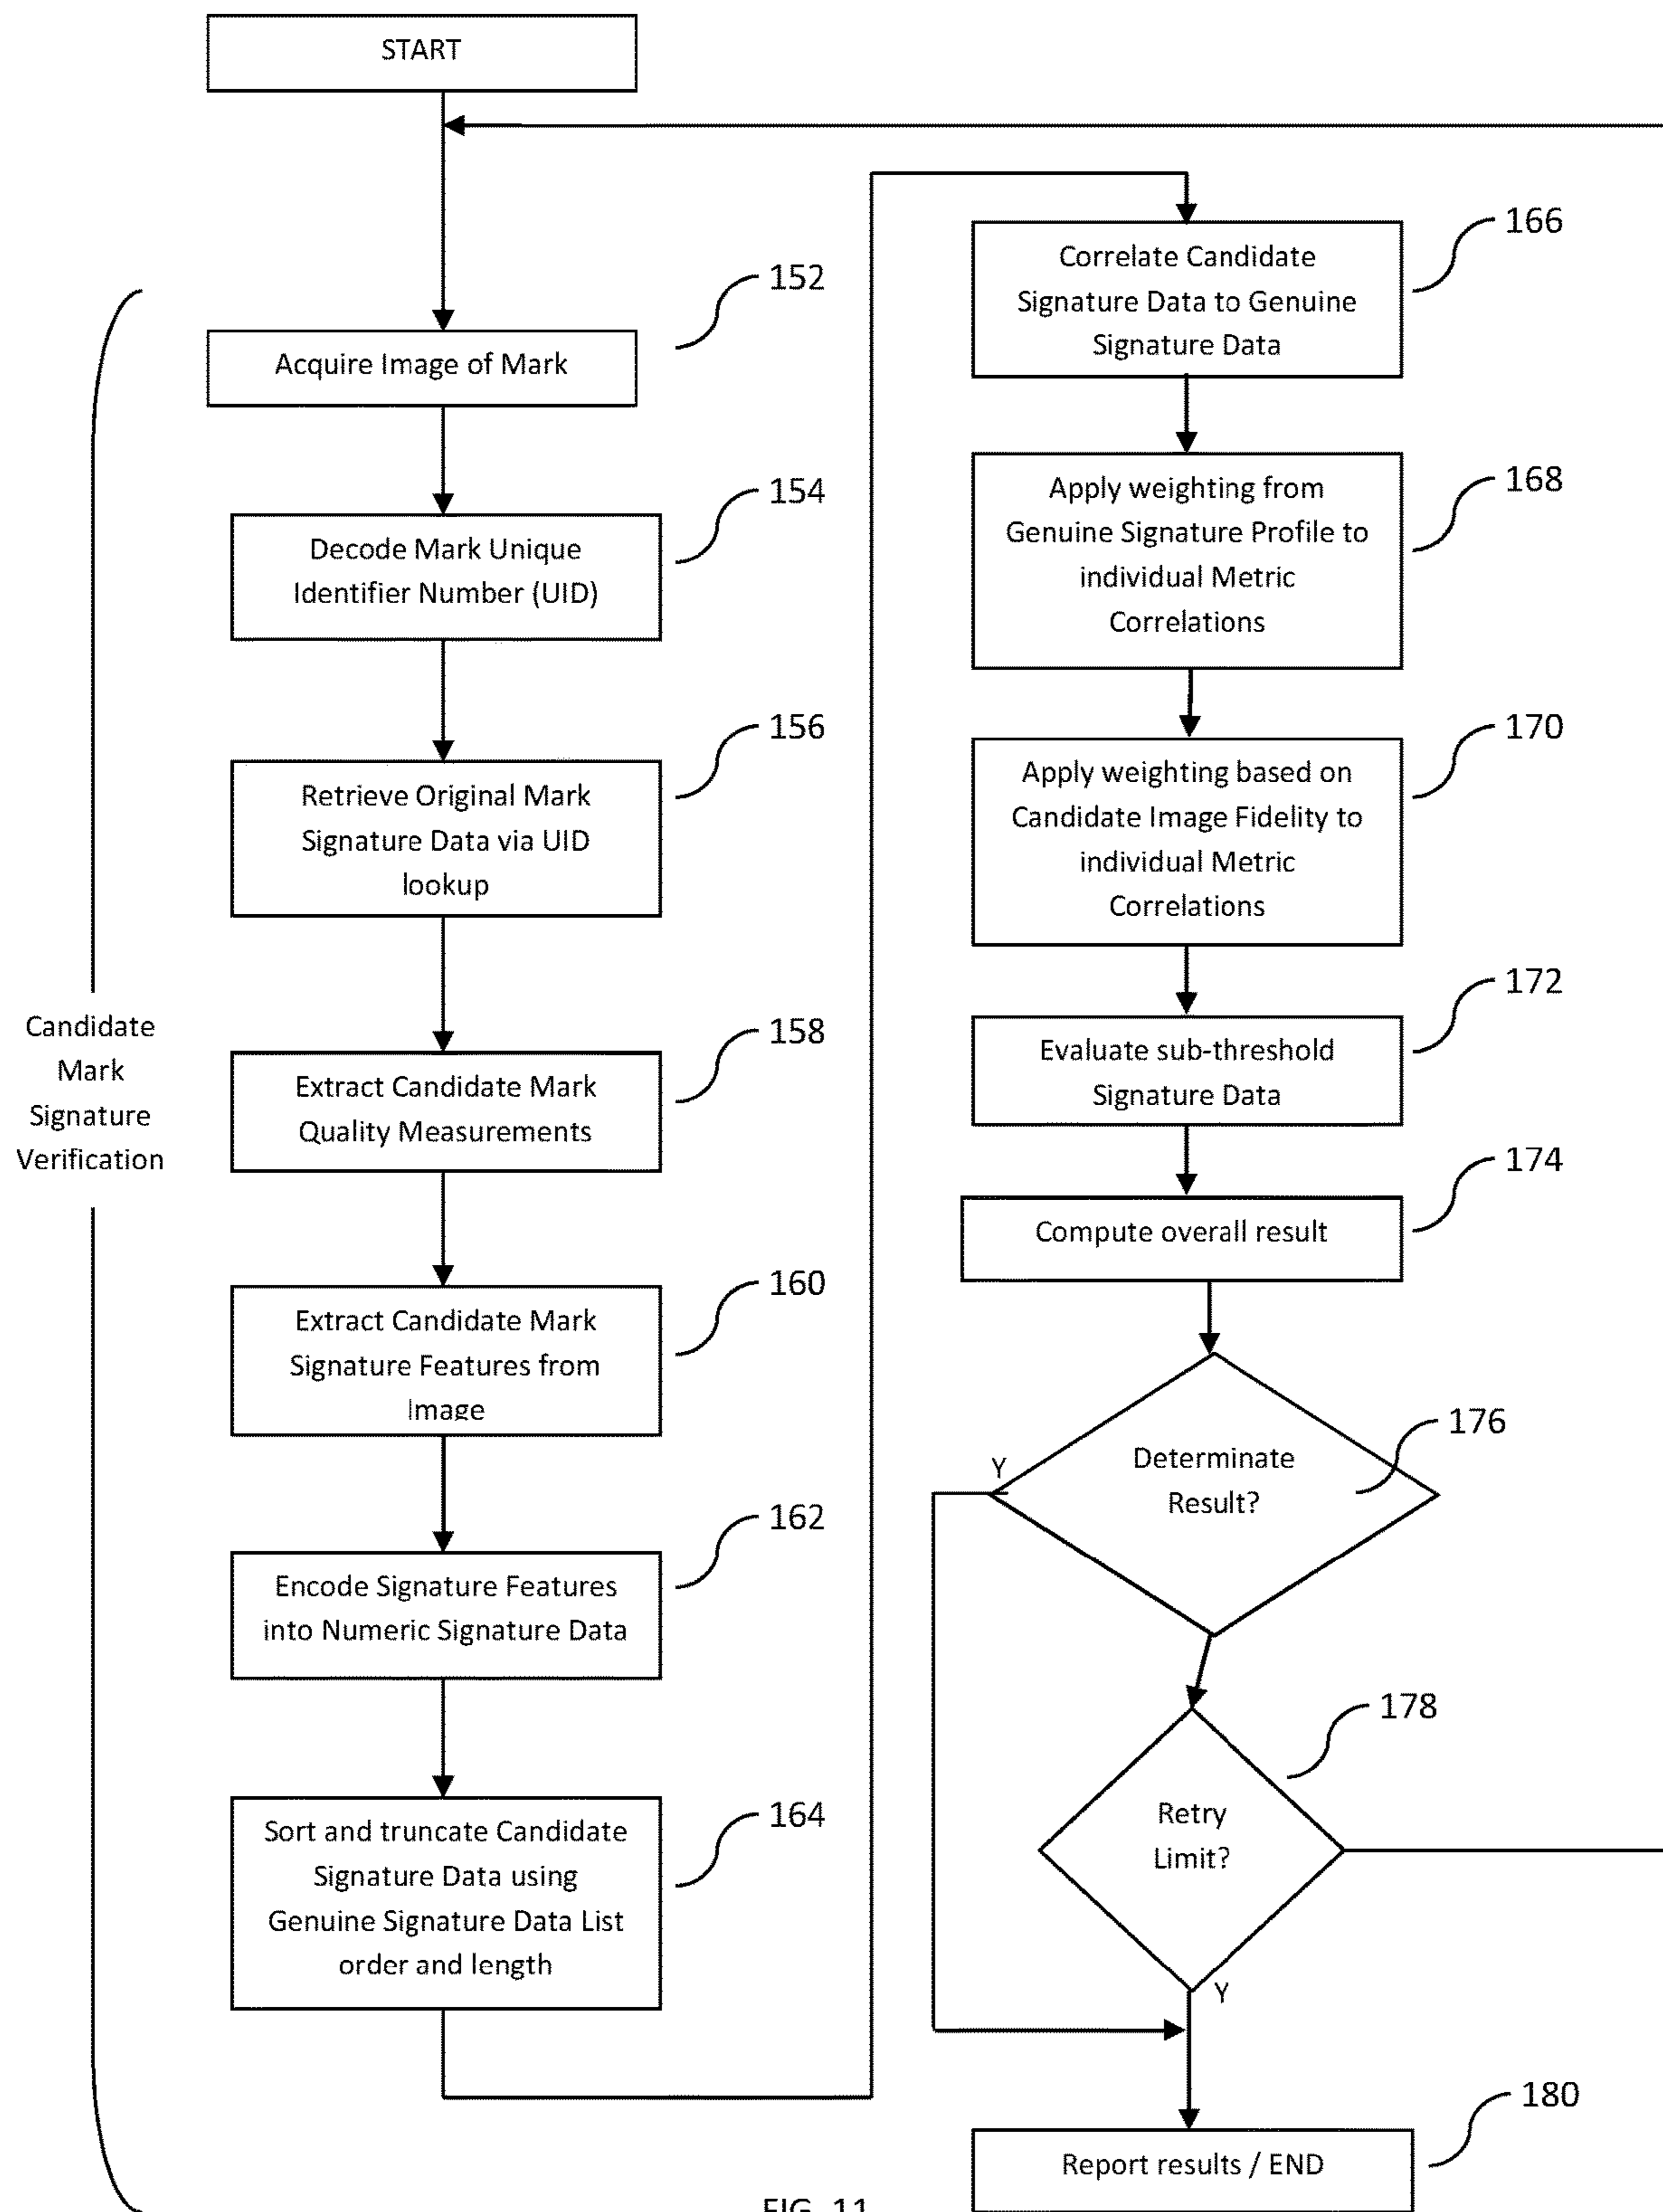 START
152
Acquire Image of Mark
154
Decode Mark Unique
Identifier Number (UID)
156
Retrieve Original Mark
Signature Data via UID
lookup
158
Extract Candidate Mark
Quality Measurements
160
Extract Candidate Mark
Signature Features from
Image
162
Encode Signature Features
into Numeric Signature Data
164
Sort and truncate Candidate
Signature Data using
Genuine Signature Data List
order and length
Candidate
Mark
Signature
Verification
166
Correlate Candidate
Signature Data to Genuine
Signature Data
168
Apply weighting from
Genuine Signature Profile to
individual Metric
Correlations
170
Apply weighting based on
Candidate Image Fidelity to
individual Metric
Correlations
172
Evaluate sub-threshold
Signature Data
174
Compute overall result
176
Determinate
Result?
Y
178
Retry
Limit?
Y
180
Report results / END
FIG. 11